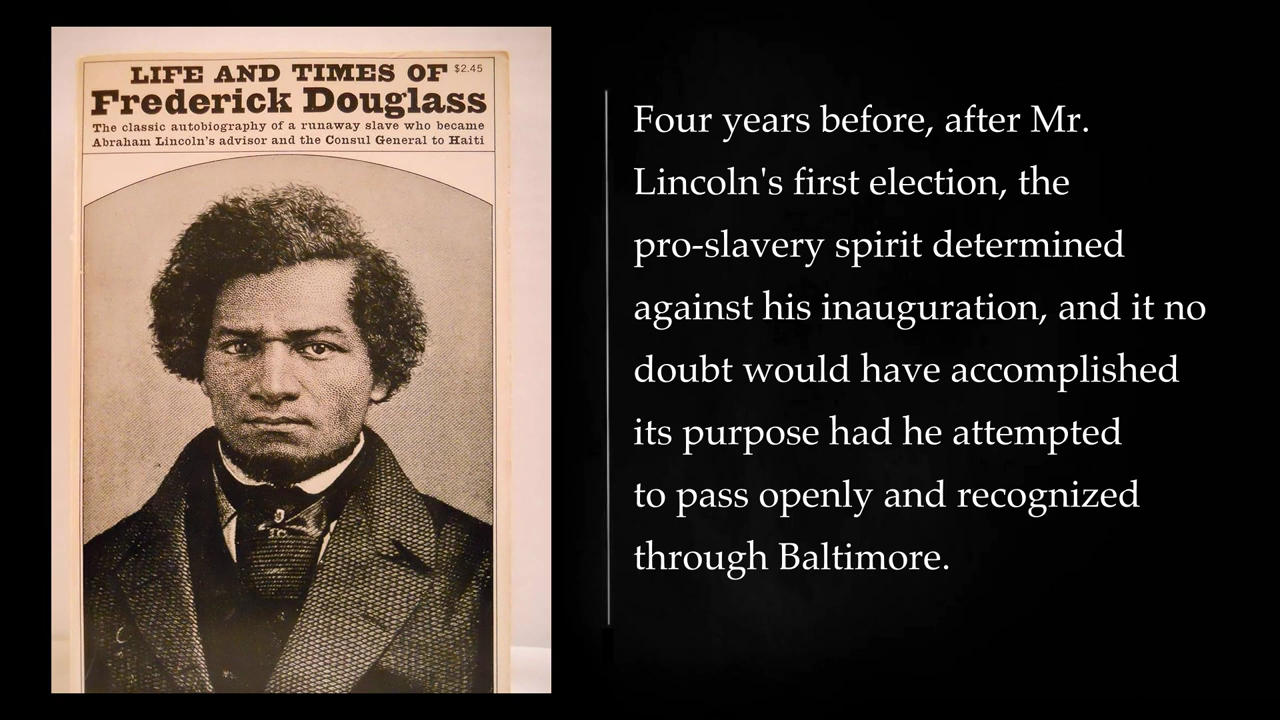 LIFE AND TIMES OF $2.45
Frederick Douglass
The classic autobiography of a runaway slave who became
Abraham Lincoln's advisor and the Consul General to Haiti
Four years before, after Mr.
Lincoln's first election, the
pro-slavery spirit determined
against his inauguration, and it no
doubt would have accomplished
its purpose had he attempted
to pass openly and recognized
through Baltimore.